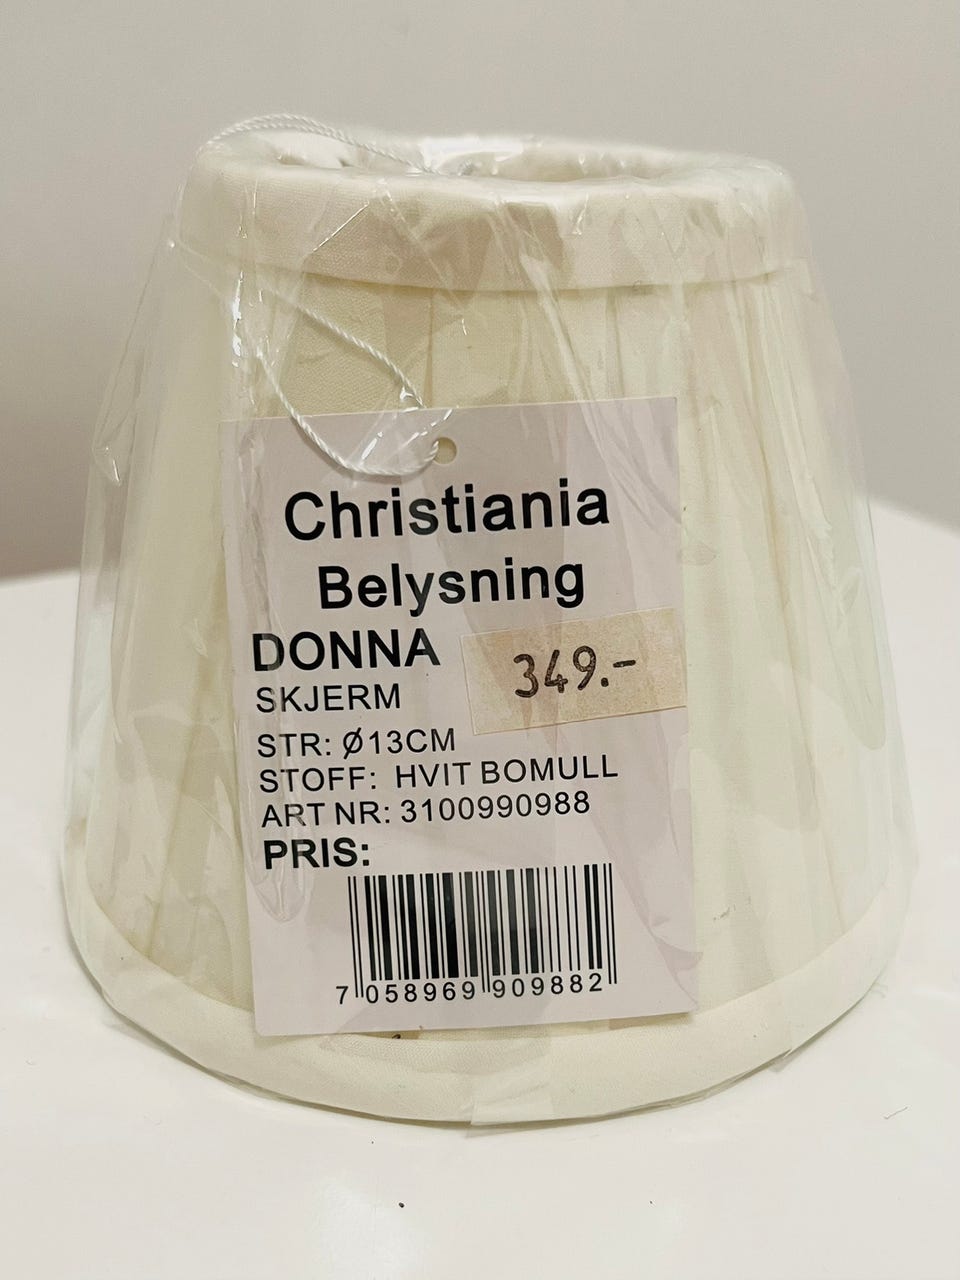 Christiania
Belysning
DONNA
349.-
SKJERM
STR: Ø13CM
STOFF: HVIT BOMULL
ART NR: 3100990988
PRIS:
7 058969 909882